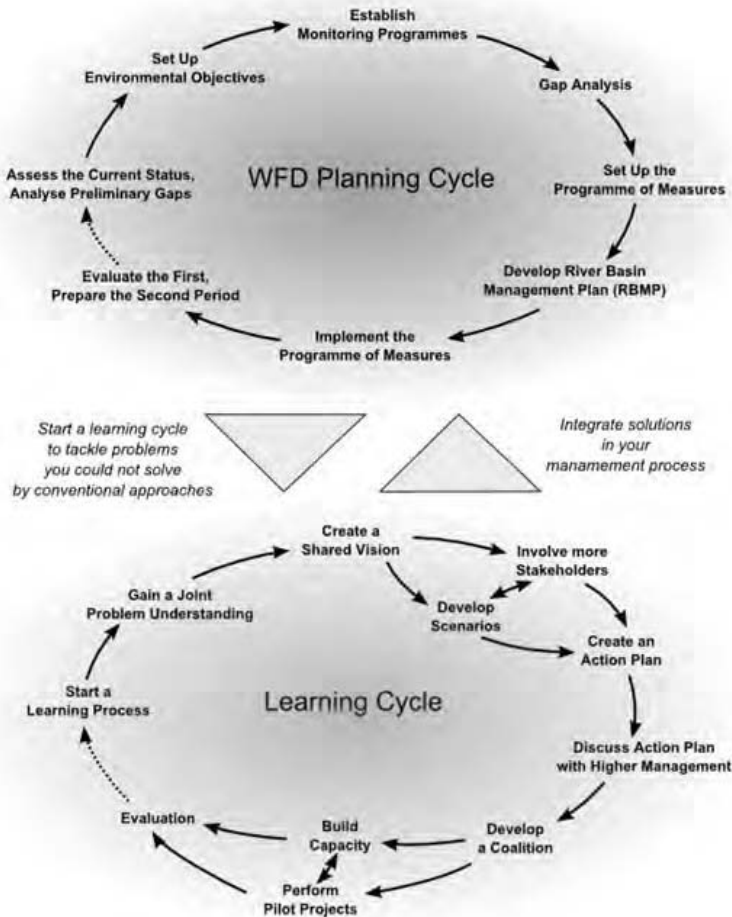 Establish
Monitoring Programmes
Set Up
Environmental Objectives
Gap Analysis
Assess the Current Status,
Analyse Preliminary Gaps
WFD Planning Cycle
Set Up the
Programme of Measures
Evaluate the First,
Prepare the Second Period
Develop River Basin
Management Plan (RBMP)
Implement the
Programme of Measures
Start a learning cycle
to tackle problems
you could not solve
by conventional approaches
Integrate solutions
in your
manamement process
Create a
Shared Vision
Involve more
Stakeholders
Gain a Joint
Problem Understanding
Develop
Scenarios
Create an
Action Plan
Start a
Learning Process
Learning Cycle
Discuss Action Plan
with Higher Management
Evaluation
Build
Capacity
Develop
a Coalition
Perform
Pilot Projects